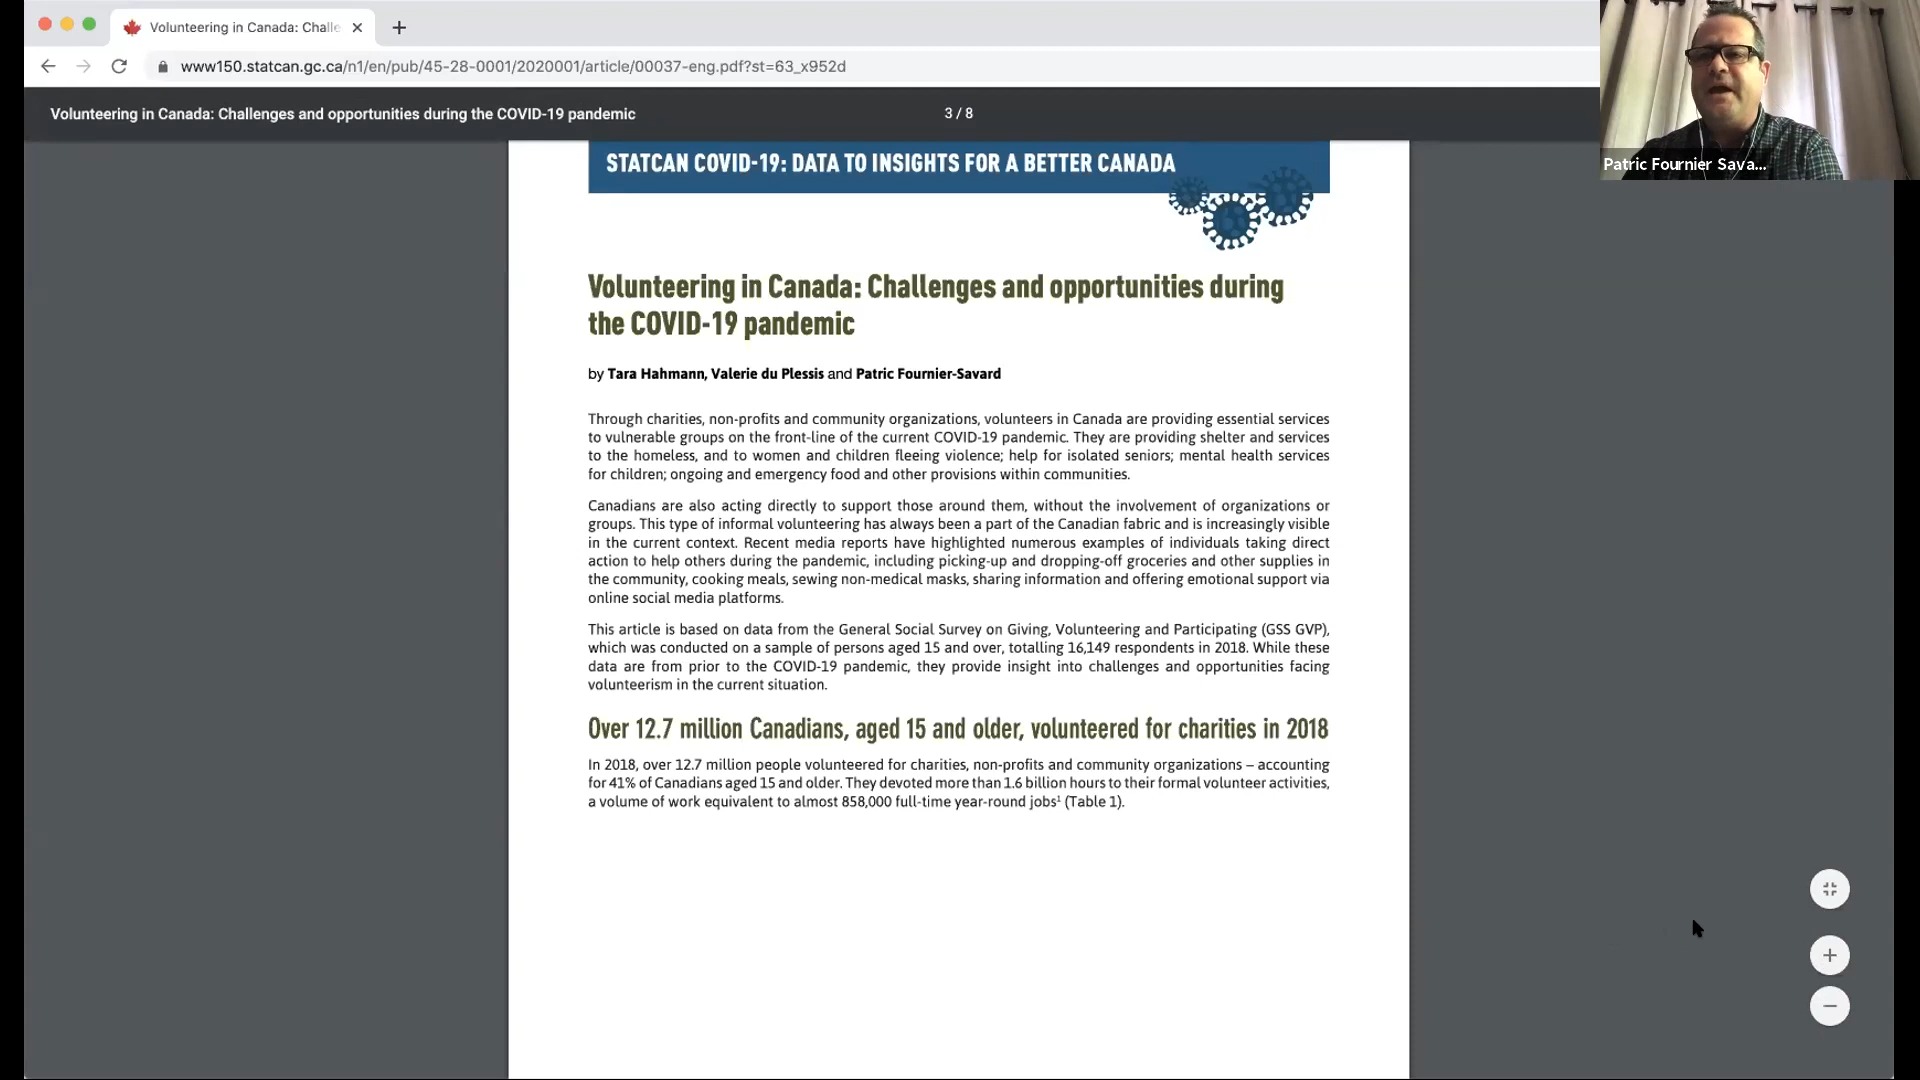 Volunteering in Canada: Challe
www150.statcan.gc.ca/n1/en/pub/45-28-0001/2020001/article/00037-eng.pdf?st=63_x952d
Volunteering in Canada: Challenges and opportunities during the COVID-19 pandemic
3 / 8
Patric Fournier Sava...
STATCAN COVID-19: DATA TO INSIGHTS FOR A BETTER CANADA
Volunteering in Canada: Challenges and opportunities during
the COVID-19 pandemic
by Tara Hahmann, Valerie du Plessis and Patric Fournier-Savard
Through charities, non-profits and community organizations, volunteers in Canada are providing essential services
to vulnerable groups on the front-line of the current COVID-19 pandemic. They are providing shelter and services
to the homeless, and to women and children fleeing violence; help for isolated seniors; mental health services
for children; ongoing and emergency food and other provisions within communities.
Canadians are also acting directly to support those around them, without the involvement of organizations or
groups. This type of informal volunteering has always been a part of the Canadian fabric and is increasingly visible
in the current context. Recent media reports have highlighted numerous examples of individuals taking direct
action to help others during the pandemic, including picking-up and dropping-off groceries and other supplies in
the community, cooking meals, sewing non-medical masks, sharing information and offering emotional support via
online social media platforms.
This article is based on data from the General Social Survey on Giving, Volunteering and Participating (GSS GVP),
which was conducted on a sample of persons aged 15 and over, totalling 16,149 respondents in 2018. While these
data are from prior to the COVID-19 pandemic, they provide insight into challenges and opportunities facing
volunteerism in the current situation.
Over 12.7 million Canadians, aged 15 and older, volunteered for charities in 2018
In 2018, over 12.7 million people volunteered for charities, non-profits and community organizations – accounting
for 41% of Canadians aged 15 and older. They devoted more than 1.6 billion hours to their formal volunteer activities,
a volume of work equivalent to almost 858,000 full-time year-round jobs¹ (Table 1).